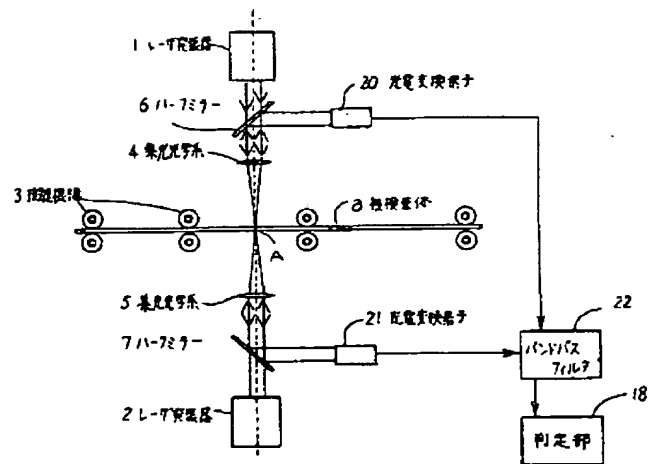 1 レーザ発振器
6 ハーフミラー
20 光電変換素子
4 集光光学系
3 搬送機構
8 被検査体
A
5 集光光学系
21 光電変換素子
22
7 ハーフミラー
バンドパス
フィルタ
2 レーザ発振器
18
判定部